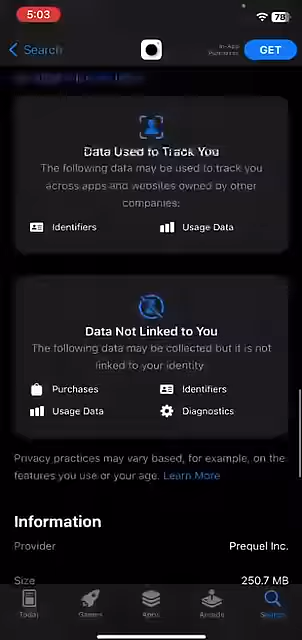 5:03
78
Search
In-App
Purchases
GET
Data Used to Track You
The following data may be used to track you
across apps and websites owned by other
companies:
Identifiers
Usage Data
Data Not Linked to You
The following data may be collected but it is not
linked to your identity
Purchases
Identifiers
Usage Data
Diagnostics
Privacy practices may vary based, for example, on the
features you use or your age. Learn More
Information
Provider
Prequel Inc.
Size
250.7 MB
Today
Games
Apps
Arcade
Search